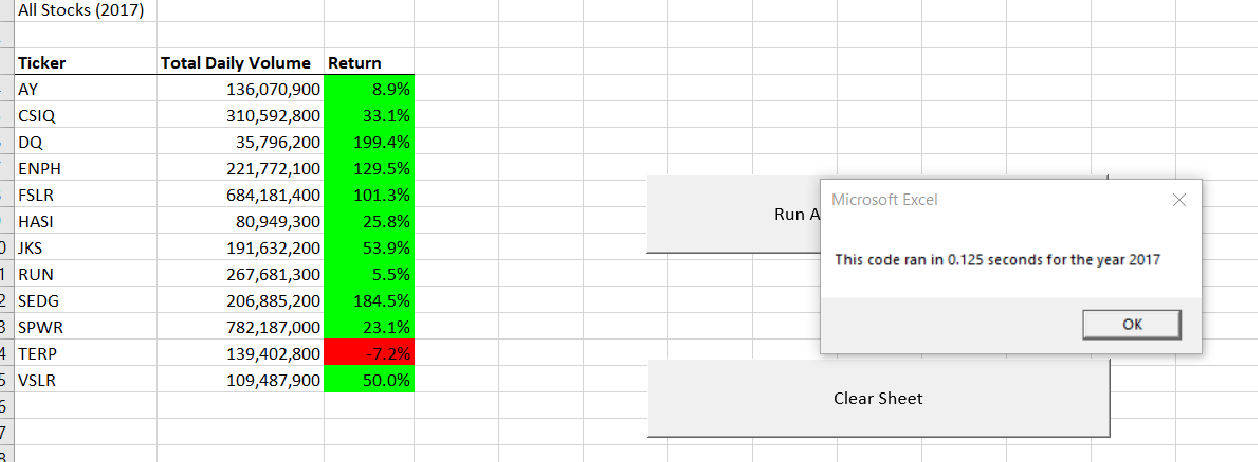 All Stocks (2017)
Ticker Total Daily Volume Return
AY 136,070,900 8.9%
CSIQ 310,592,800 33.1%
DQ 35,796,200 199.4%
ENPH 221,772,100 129.5%
FSLR 684,181,400 101.3%
HASI 80,949,300 25.8%
JKS 191,632,200 53.9%
RUN 267,681,300 5.5%
SEDG 206,885,200 184.5%
SPWR 782,187,000 23.1%
TERP 139,402,800 -7.2%
VSLR 109,487,900 50.0%
Run A
Microsoft Excel
This code ran in 0.125 seconds for the year 2017
OK
Clear Sheet